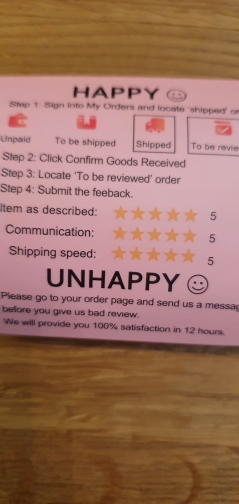 HAPPY
Step 1: Sign Into My Orders and locate 'shipped' or
Unpaid To be shipped Shipped To be revie
Step 2: Click Confirm Goods Received
Step 3: Locate 'To be reviewed' order
Step 4: Submit the feeback.
Item as described: 5
Communication: 5
Shipping speed: 5
UNHAPPY
Please go to your order page and send us a messag
before you give us bad review.
We will provide you 100% satisfaction in 12 hours.